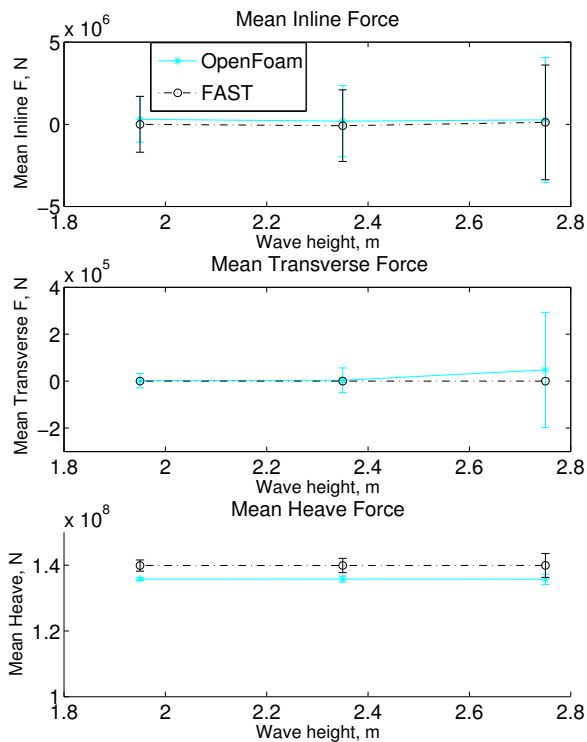 Mean Inline Force
x 10^6
Mean Inline F, N
5
0
−5
OpenFoam
FAST
1.8 2 2.2 2.4 2.6 2.8
Wave height, m
Mean Transverse Force
x 10^5
Mean Transverse F, N
4
2
0
−2
1.8 2 2.2 2.4 2.6 2.8
Wave height, m
Mean Heave Force
x 10^8
Mean Heave, N
1.4
1.2
1
1.8 2 2.2 2.4 2.6 2.8
Wave height, m